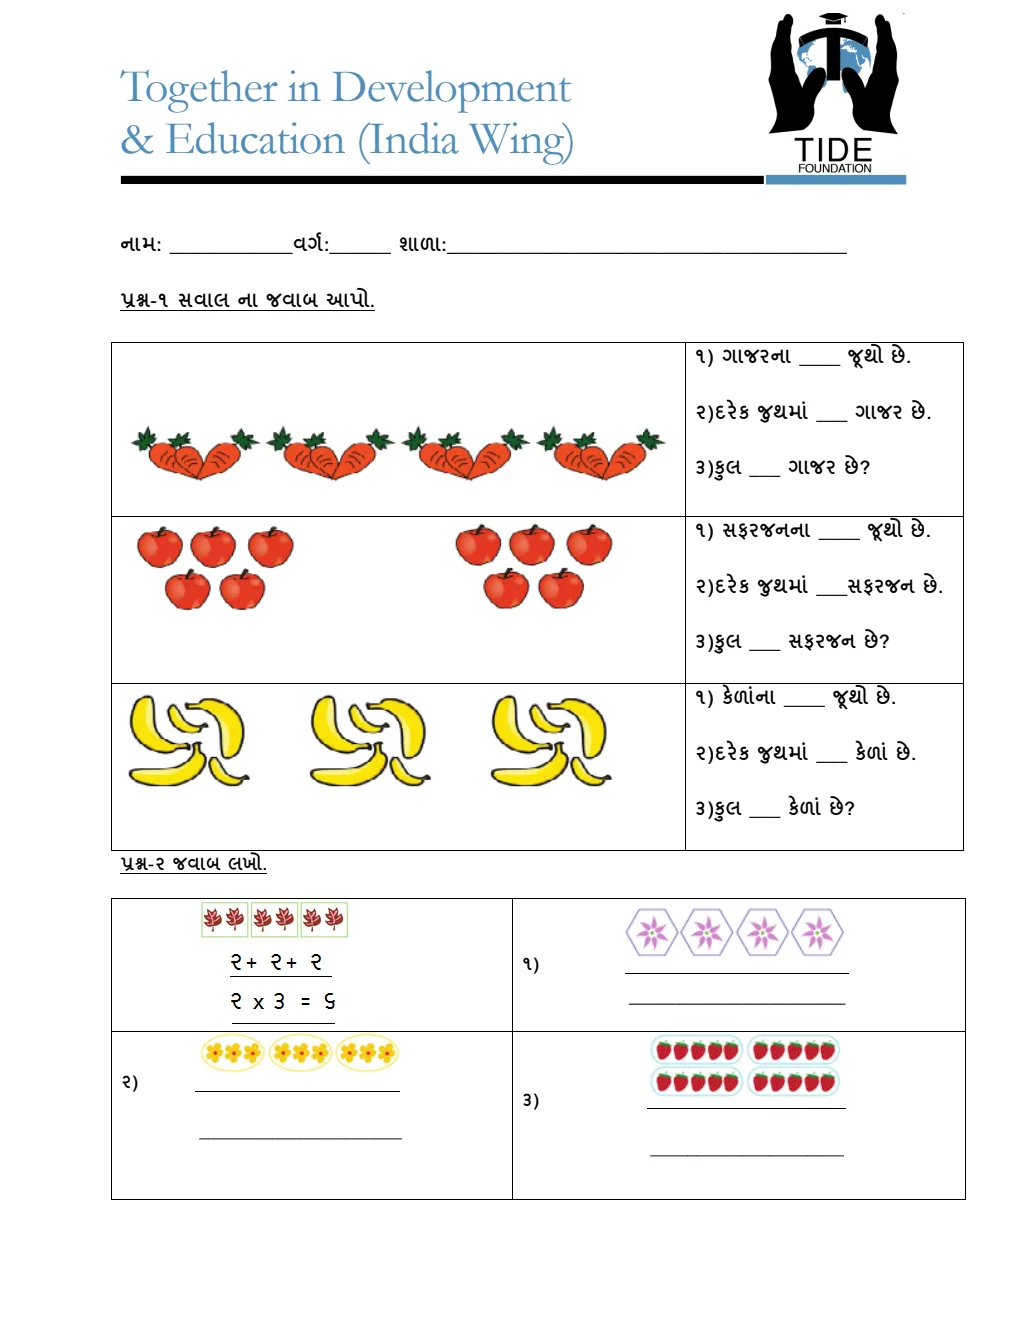 Together in Development
& Education (India Wing)
TIDE
FOUNDATION
નામ: ____________વર્ગ:______ શાળા:_______________________________________
પ્રશ્ન-૧ સવાલ ના જવાબ આપો.
૧) ગાજરના ____ જૂથો છે.
૨)દરેક જુથમાં ___ ગાજર છે.
૩)કુલ ___ ગાજર છે?
૧) સફરજનના ____ જૂથો છે.
૨)દરેક જુથમાં ___સફરજન છે.
૩)કુલ ___ સફરજન છે?
૧) કેળાંના ____ જૂથો છે.
૨)દરેક જુથમાં ___ કેળાં છે.
૩)કુલ ___ કેળાં છે?
પ્રશ્ન-૨ જવાબ લખો.
૨+ ૨+ ૨
૨ x ૩ = ૬
૧)
૨)
૩)